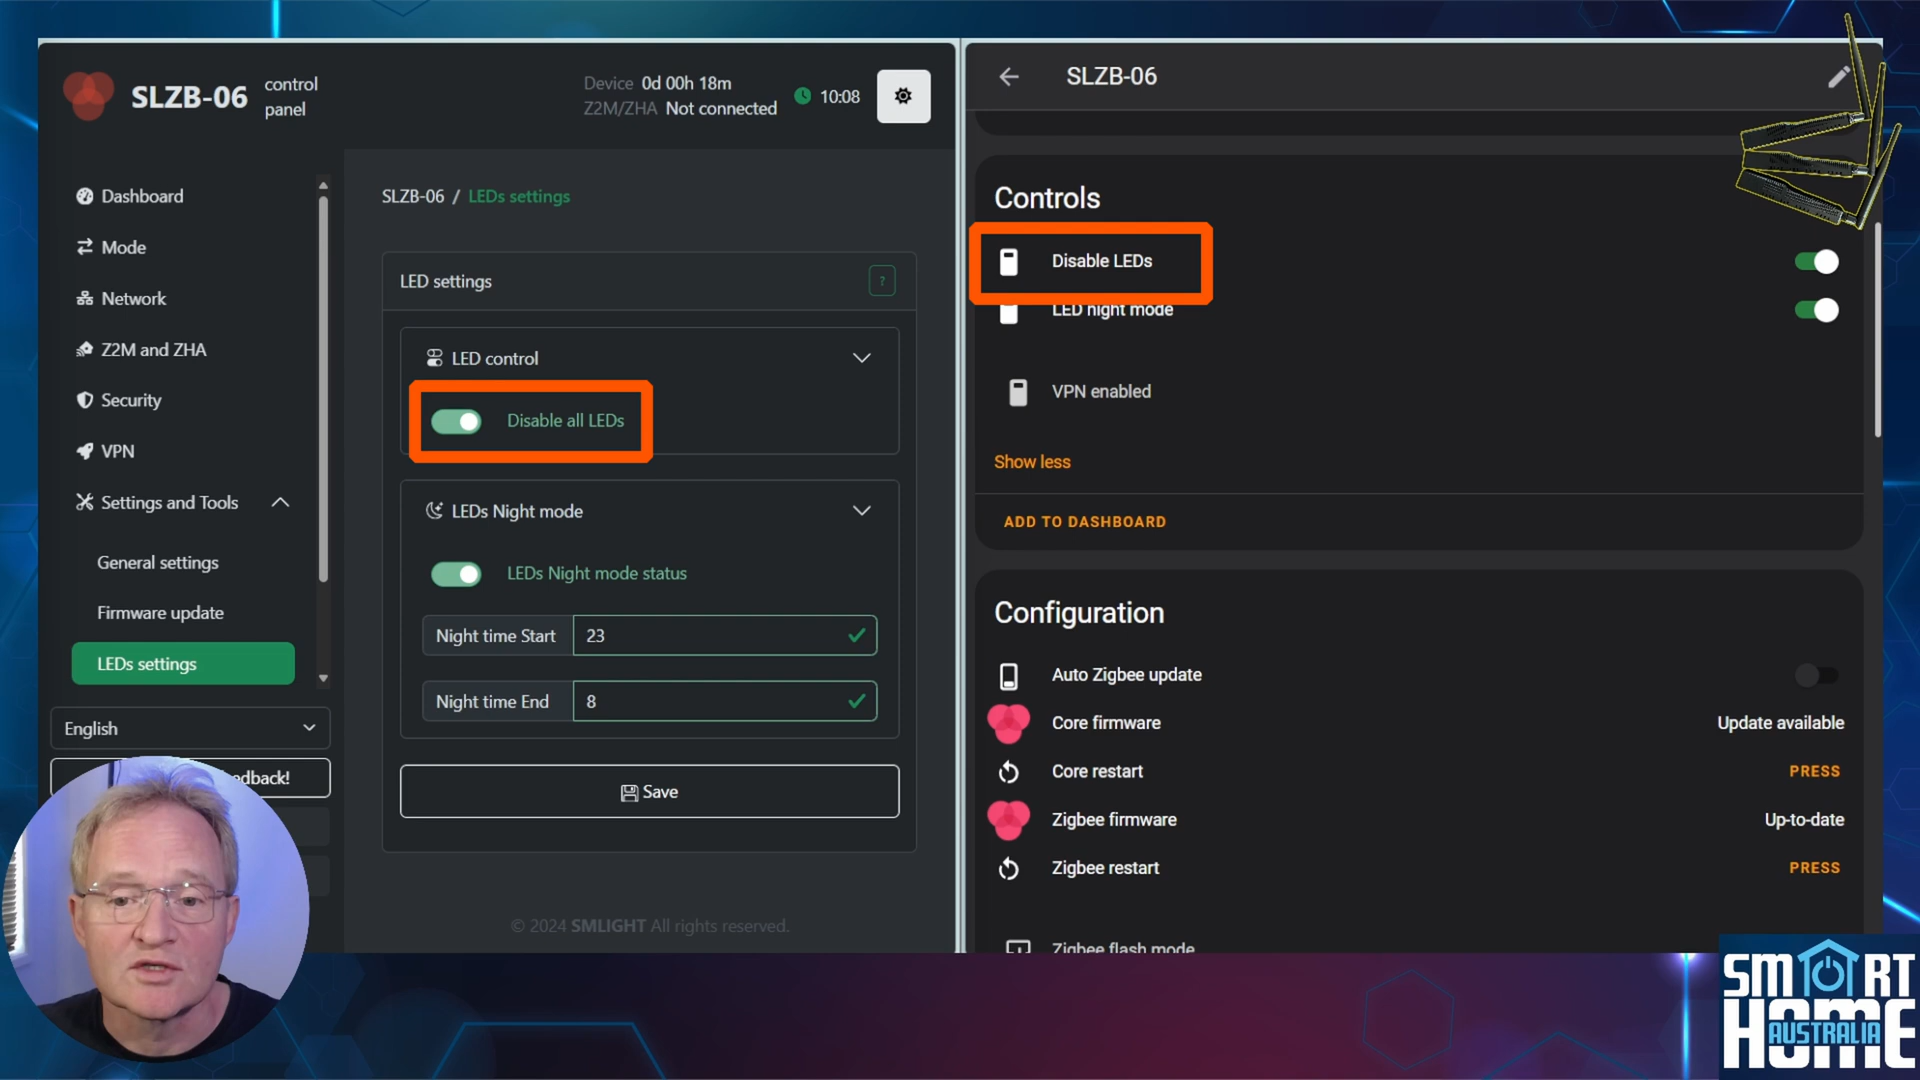 SLZB-06
control
panel
Device 0d 00h 18m
Z2M/ZHA Not connected
10:08
Dashboard
Mode
Network
Z2M and ZHA
Security
VPN
Settings and Tools
General settings
Firmware update
LEDs settings
English
edback!
SLZB-06 / LEDs settings
LED settings
?
LED control
Disable all LEDs
LEDs Night mode
LEDs Night mode status
Night time Start 23
Night time End 8
Save
© 2024 SMLIGHT All rights reserved.
SLZB-06
Controls
Disable LEDs
LED night mode
VPN enabled
Show less
ADD TO DASHBOARD
Configuration
Auto Zigbee update
Core firmware Update available
Core restart PRESS
Zigbee firmware Up-to-date
Zigbee restart PRESS
Zigbee flash mode
SMART
HOME
AUSTRALIA